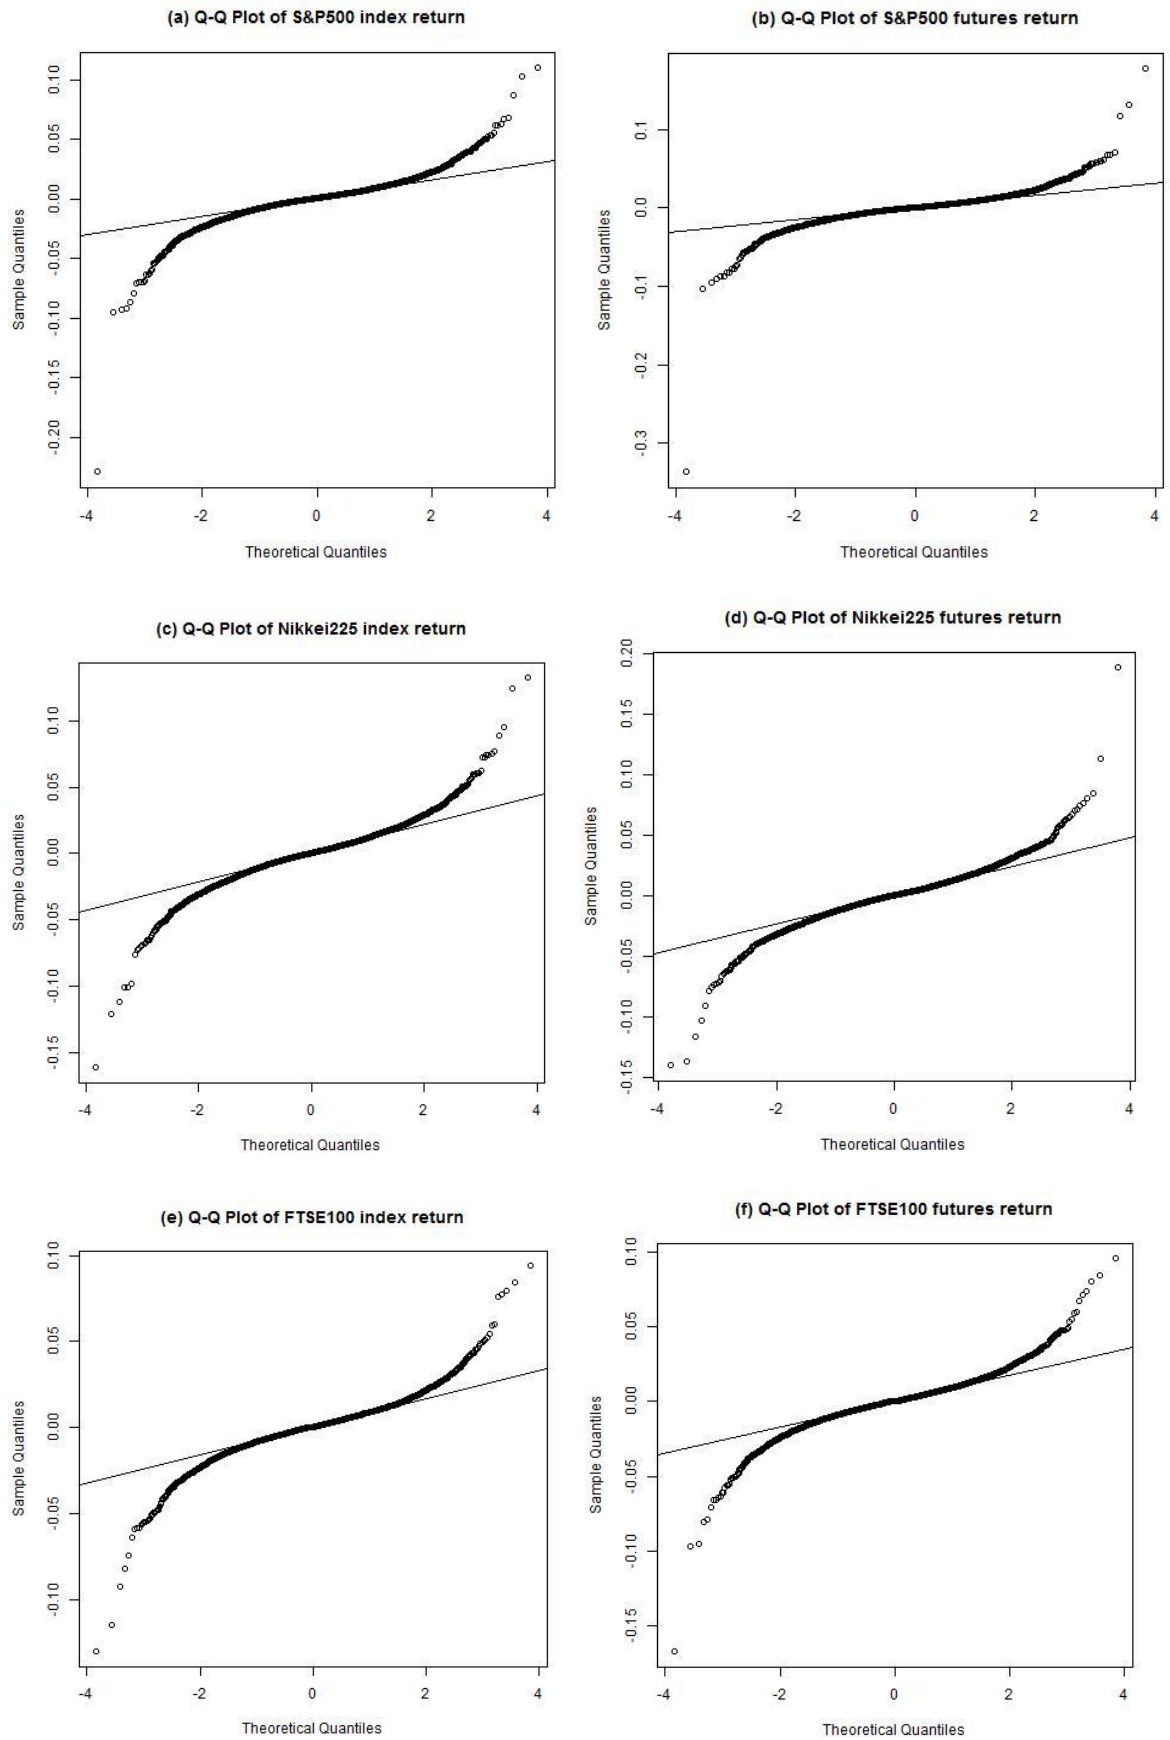 (a) Q-Q Plot of S&P500 index return
Sample Quantiles
0.10
0.05
0.00
-0.05
-0.10
-0.15
-0.20
-4 -2 0 2 4
Theoretical Quantiles
(b) Q-Q Plot of S&P500 futures return
Sample Quantiles
0.1
0.0
-0.1
-0.2
-0.3
-4 -2 0 2 4
Theoretical Quantiles
(c) Q-Q Plot of Nikkei225 index return
Sample Quantiles
0.10
0.05
0.00
-0.05
-0.10
-0.15
-4 -2 0 2 4
Theoretical Quantiles
(d) Q-Q Plot of Nikkei225 futures return
Sample Quantiles
0.20
0.15
0.10
0.05
0.00
-0.05
-0.10
-0.15
-4 -2 0 2 4
Theoretical Quantiles
(e) Q-Q Plot of FTSE100 index return
Sample Quantiles
0.10
0.05
0.00
-0.05
-0.10
-4 -2 0 2 4
Theoretical Quantiles
(f) Q-Q Plot of FTSE100 futures return
Sample Quantiles
0.10
0.05
0.00
-0.05
-0.10
-0.15
-4 -2 0 2 4
Theoretical Quantiles